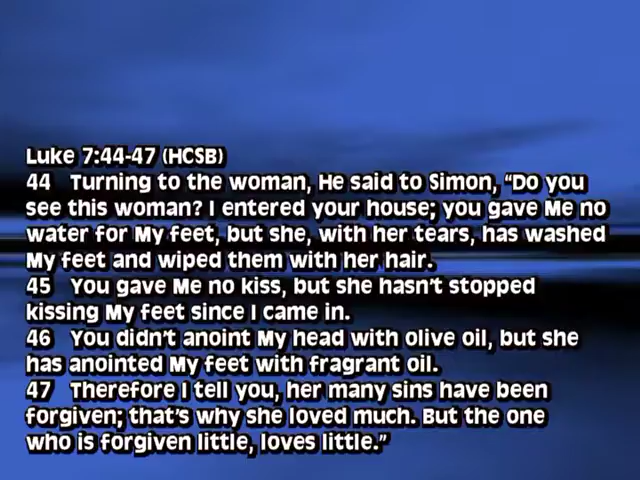 Luke 7:44-47 (HCSB)
44 Turning to the woman, He said to Simon, “Do you
see this woman? I entered your house; you gave Me no
water for My feet, but she, with her tears, has washed
My feet and wiped them with her hair.
45 You gave Me no kiss, but she hasn’t stopped
kissing My feet since I came in.
46 You didn’t anoint My head with olive oil, but she
has anointed My feet with fragrant oil.
47 Therefore I tell you, her many sins have been
forgiven; that’s why she loved much. But the one
who is forgiven little, loves little.”